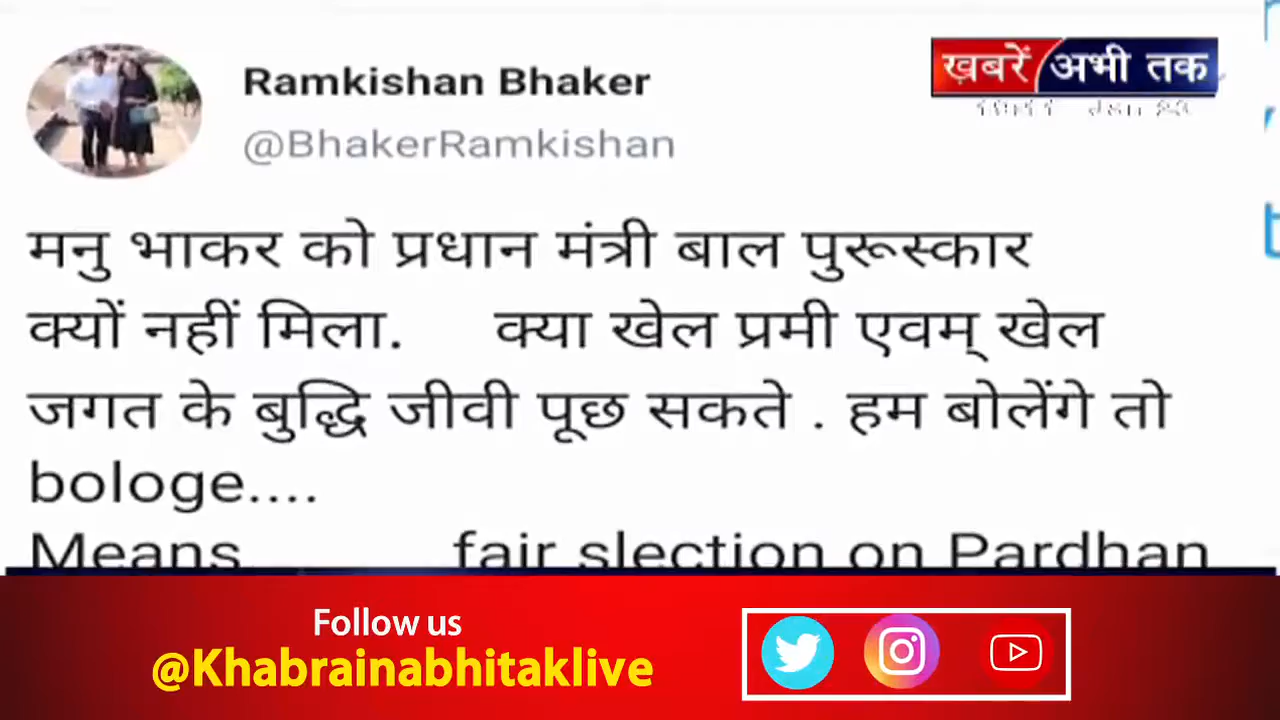 Ramkishan Bhaker
@BhakerRamkishan
ख़बरें अभी तक
मनु भाकर को प्रधान मंत्री बाल पुरूस्कार
क्यों नहीं मिला. क्या खेल प्रमी एवम् खेल
जगत के बुद्धि जीवी पूछ सकते . हम बोलेंगे तो
bologe....
Means. fair slection on Pardhan
Follow us
@Khabrainabhitaklive